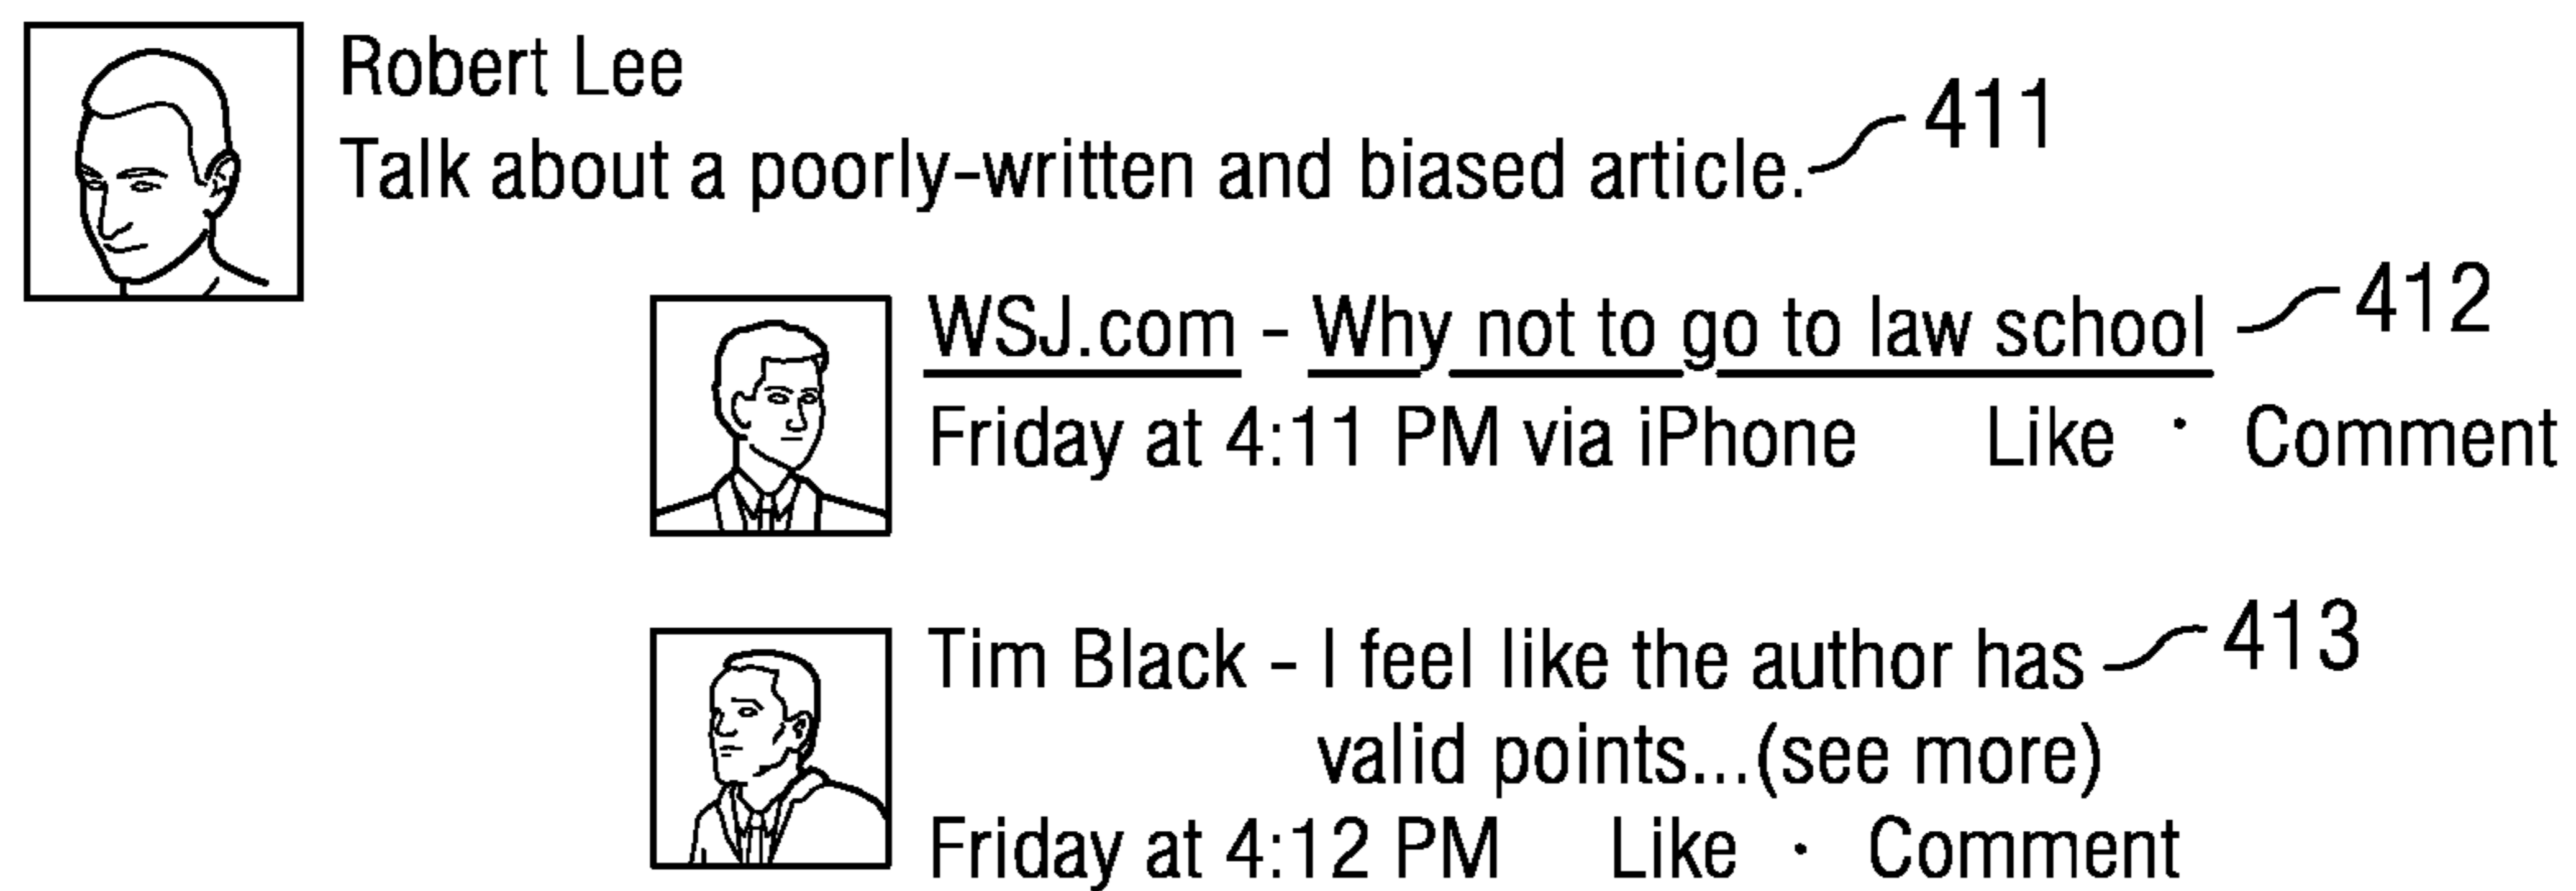 Robert Lee
Talk about a poorly-written and biased article. 411
WSJ.com - Why not to go to law school 412
Friday at 4:11 PM via iPhone Like · Comment
Tim Black - I feel like the author has 413
valid points...(see more)
Friday at 4:12 PM Like · Comment